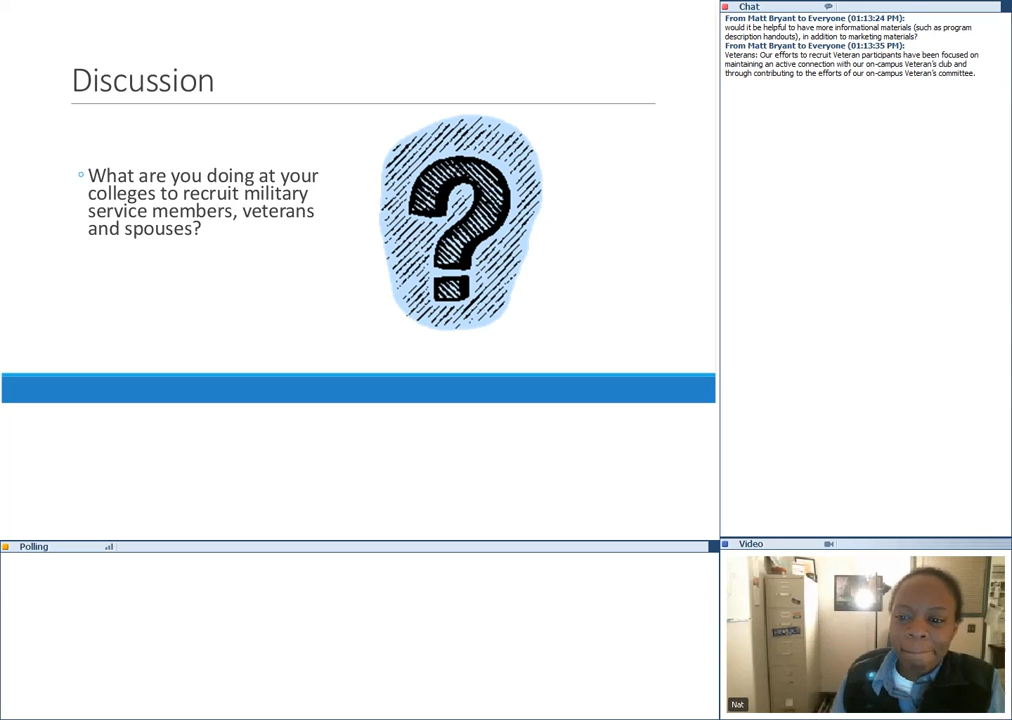 Discussion
What are you doing at your
colleges to recruit military
service members, veterans
and spouses?
?
Chat
From Matt Bryant to Everyone (01:13:24 PM):
would it be helpful to have more informational materials (such as program
description handouts), in addition to marketing materials?
From Matt Bryant to Everyone (01:13:35 PM):
Veterans: Our efforts to recruit Veteran participants have been focused on
maintaining an active connection with our on-campus Veteran's club and
through contributing to the efforts of our on-campus Veteran's committee.
Polling
Video
Nat